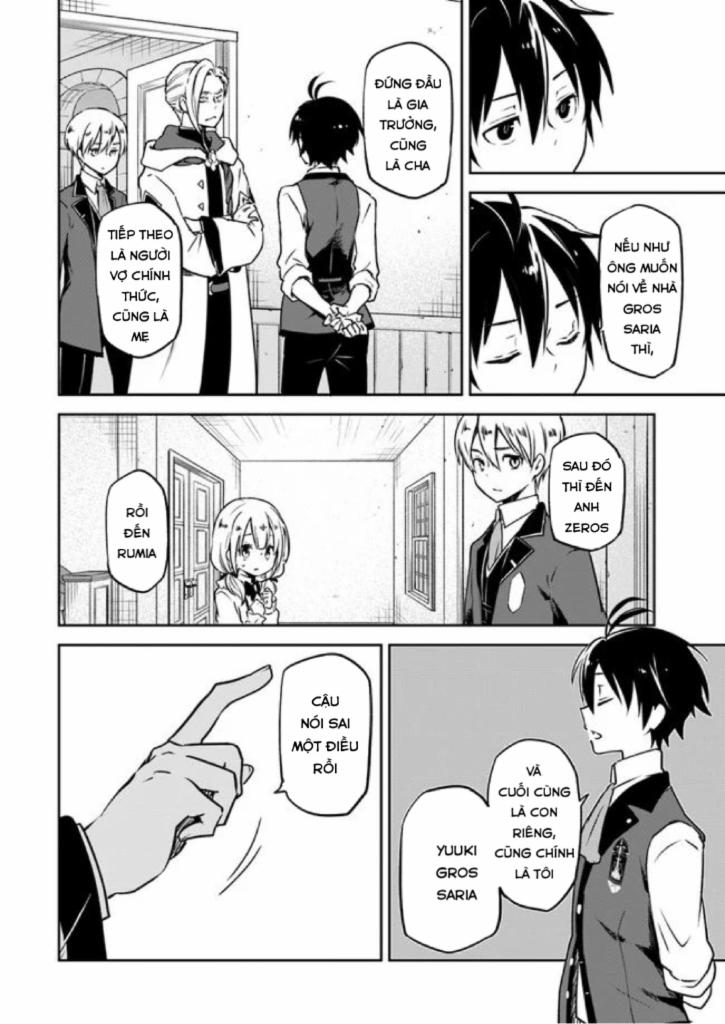 NẾU NHƯ
ÔNG MUỐN
NÓI VỀ NHÀ
GROS
SARIA
THÌ,
ĐỨNG ĐẦU
LÀ GIA
TRƯỞNG,
CŨNG
LÀ CHA
TIẾP THEO
LÀ NGƯỜI
VỢ CHÍNH
THỨC,
CŨNG LÀ
MẸ
SAU ĐÓ
THÌ ĐẾN
ANH
ZEROS
RỒI
ĐẾN
RUMIA
VÀ
CUỐI CÙNG
LÀ CON
RIÊNG,
CŨNG CHÍNH
LÀ TÔI
YUUKI
GROS
SARIA
CẬU
NÓI SAI
MỘT ĐIỀU
RỒI